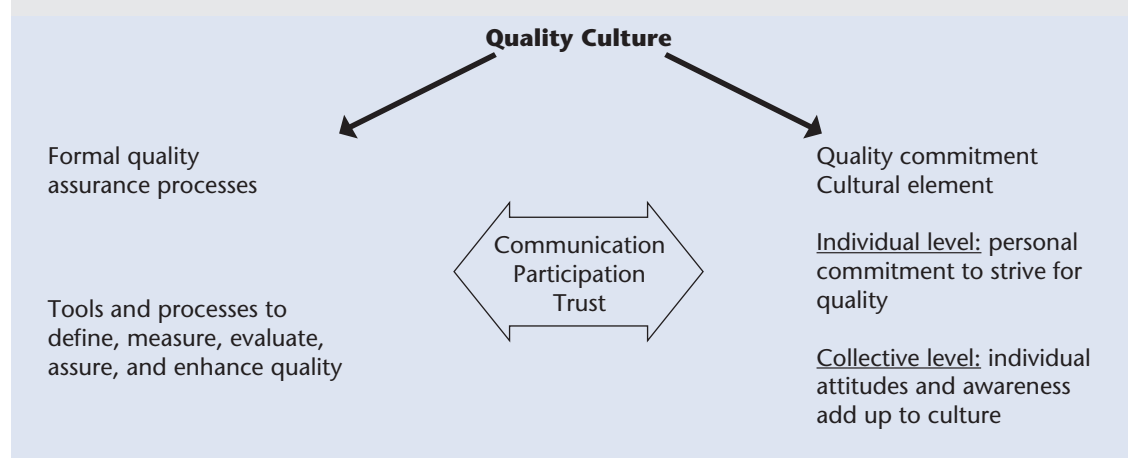 Quality Culture
Formal quality
assurance processes
Tools and processes to
define, measure, evaluate,
assure, and enhance quality
Communication
Participation
Trust
Quality commitment
Cultural element
Individual level: personal
commitment to strive for
quality
Collective level: individual
attitudes and awareness
add up to culture